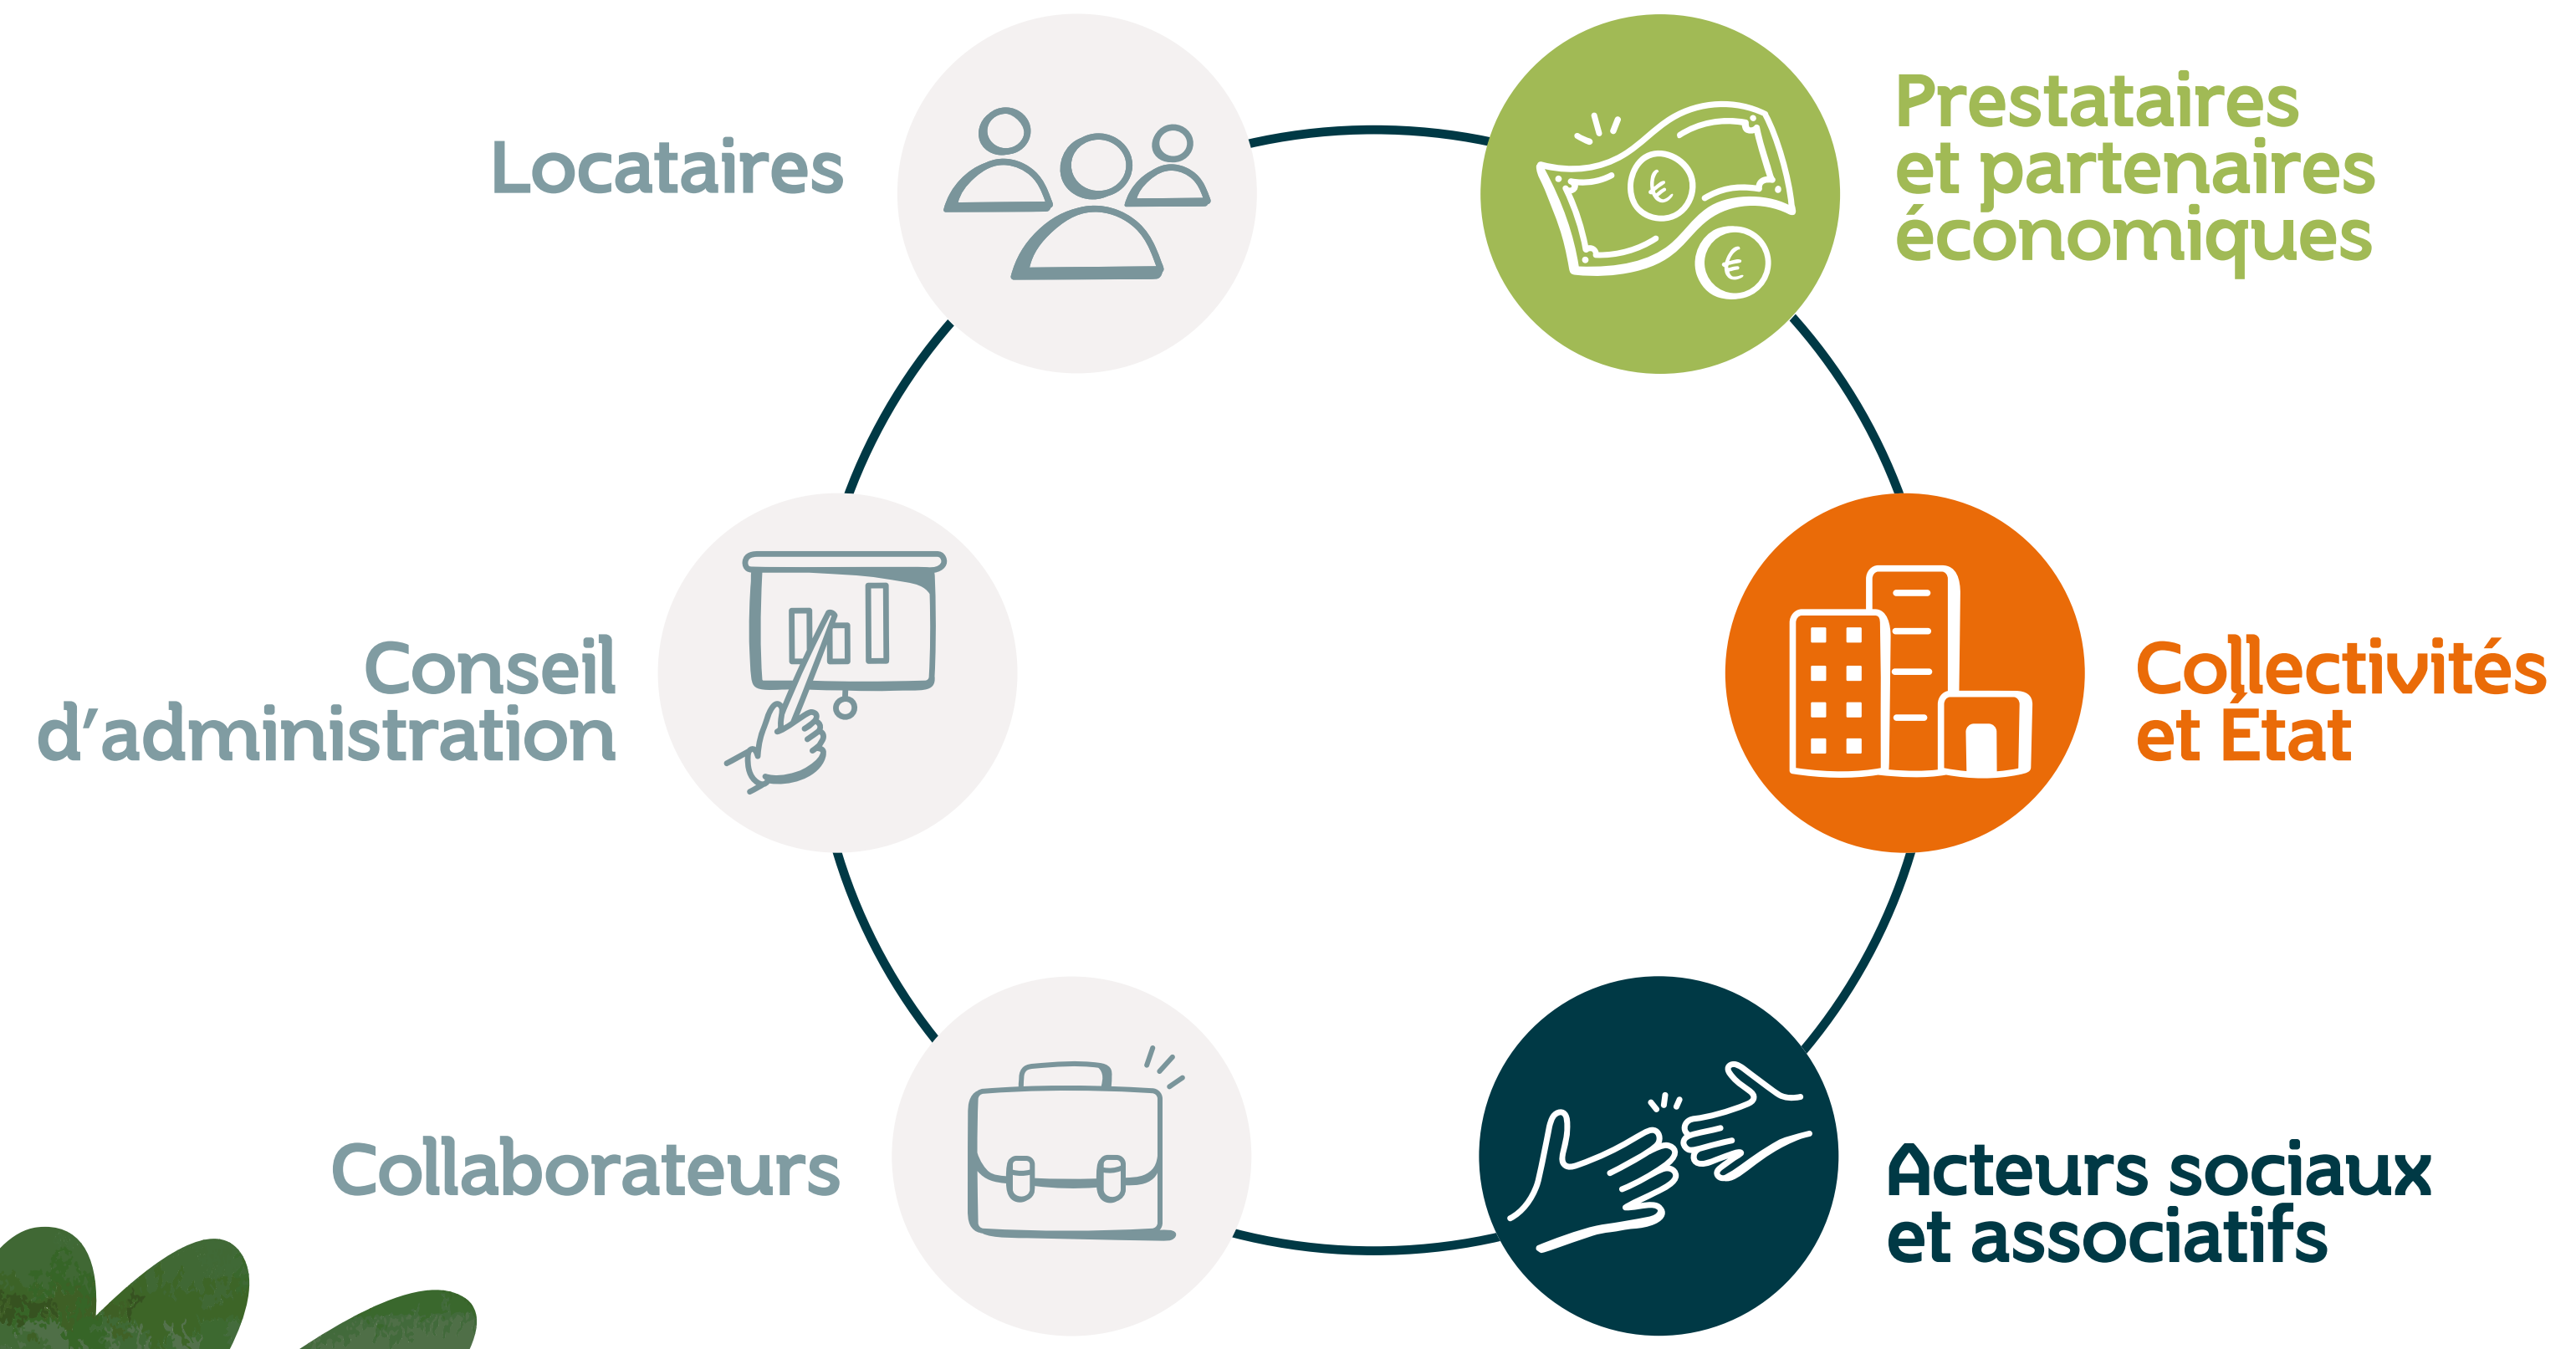 Locataires
Prestataires
et partenaires
économiques
Conseil
d’administration
Collectivités
et État
Collaborateurs
Acteurs sociaux
et associatifs
€
€